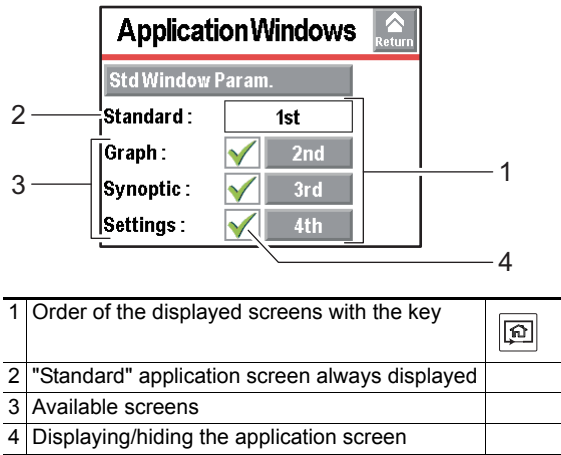 Application Windows
Return
Std Window Param.
2
Standard :
1st
Graph :
2nd
3
Synoptic :
3rd
1
Settings :
4th
4
1 Order of the displayed screens with the key
2 "Standard" application screen always displayed
3 Available screens
4 Displaying/hiding the application screen